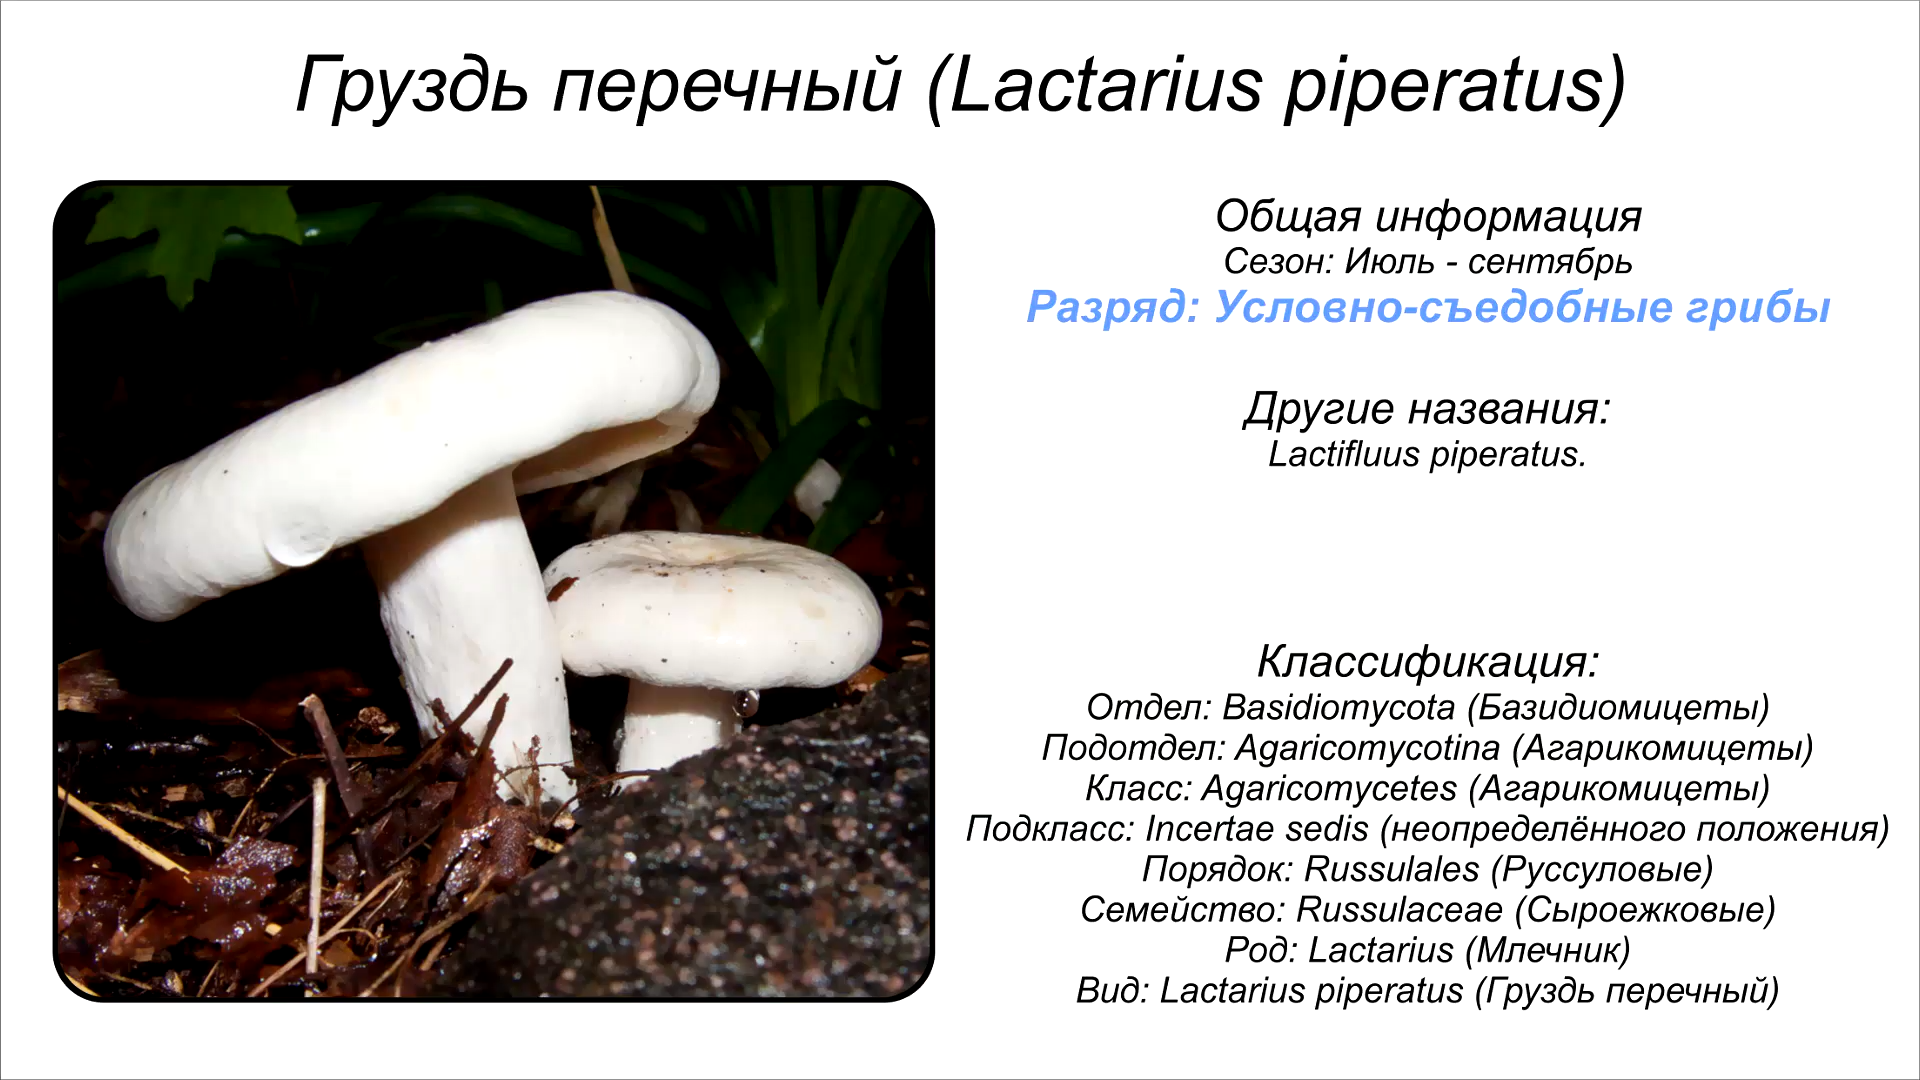 Груздь перечный (Lactarius piperatus)
Общая информация
Сезон: Июль - сентябрь
Разряд: Условно-съедобные грибы
Другие названия:
Lactifluus piperatus.
Классификация:
Отдел: Basidiomycota (Базидиомицеты)
Подотдел: Agaricomycotina (Агарикомицеты)
Класс: Agaricomycetes (Агарикомицеты)
Подкласс: Incertae sedis (неопределённого положения)
Порядок: Russulales (Руссуловые)
Семейство: Russulaceae (Сыроежковые)
Род: Lactarius (Млечник)
Вид: Lactarius piperatus (Груздь перечный)